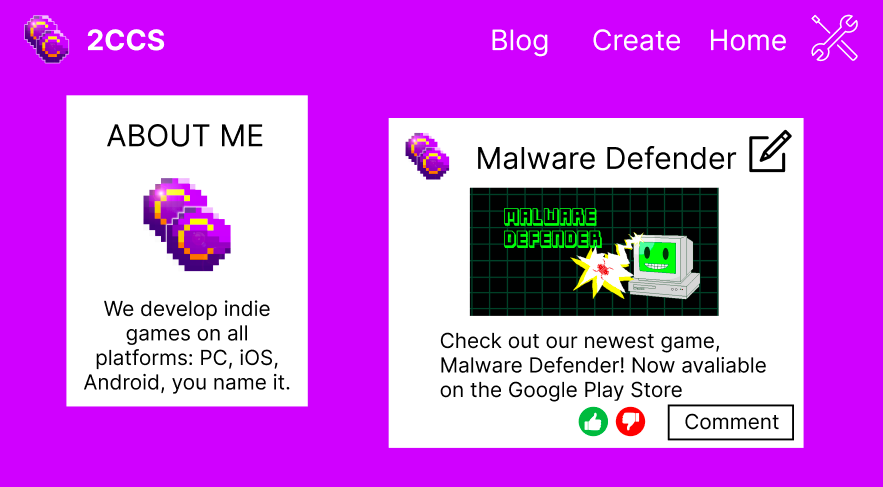 2CCS
Blog
Create
Home
ABOUT ME
We develop indie
games on all
platforms: PC, iOS,
Android, you name it.
Malware Defender
MALWARE
DEFENDER
Check out our newest game,
Malware Defender! Now avaliable
on the Google Play Store
Comment